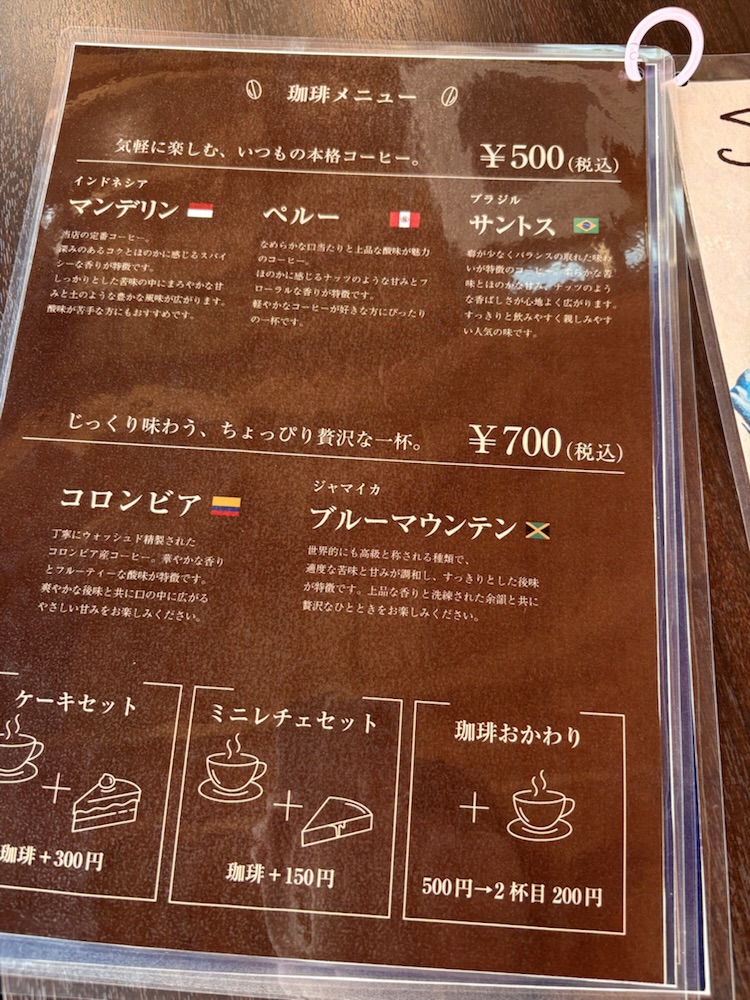 珈琲メニュー
気軽に楽しむ、いつもの本格コーヒー。
¥500(税込)
インドネシア
マンデリン
当店の定番コーヒー。
深みのあるコクとほのかに感じるスパイ
シーな香りが特徴です。
しっかりとした苦味の中にまろやかな甘
みと土のような豊かな風味が広がります。
酸味が苦手な方にもおすすめです。
ペルー
なめらかな口当たりと上品な酸味が魅力
のコーヒー。
ほのかに感じるナッツのような甘みとフ
ローラルな香りが特徴です。
軽やかなコーヒーが好きな方にぴったり
の一杯です。
ブラジル
サントス
癖が少なくバランスの取れた味わ
いが特徴のコーヒー。柔らかな苦
味とほのかな甘み、ナッツのよう
な香ばしさが心地よく広がります。
すっきりと飲みやすく親しみやす
い人気の味です。
じっくり味わう、ちょっぴり贅沢な一杯。
¥700(税込)
コロンビア
丁寧にウォッシュド精製された
コロンビア産コーヒー。華やかな香り
とフルーティーな酸味が特徴です。
爽やかな後味と共に口の中に広がる
やさしい甘みをお楽しみください。
ジャマイカ
ブルーマウンテン
世界的にも高級と称される種類で、
適度な苦味と甘みが調和し、すっきりとした後味
が特徴です。上品な香りと洗練された余韻と共に
贅沢なひとときをお楽しみください。
ケーキセット
+
珈琲+300円
ミニレチェセット
+
珈琲+150円
珈琲おかわり
+
500円→2杯目 200円